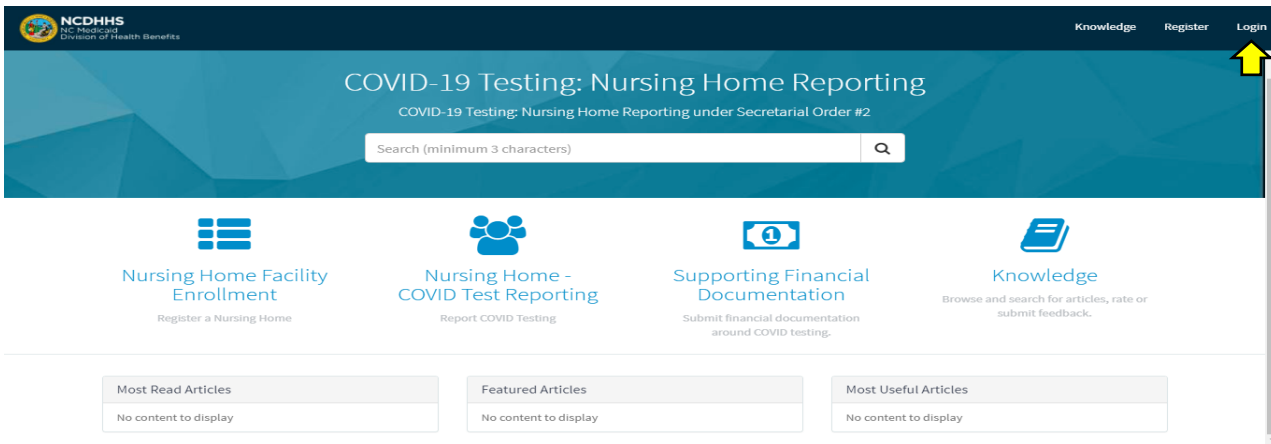 NCDHHS
NC Medicaid
Division of Health Benefits
Knowledge Register Login
COVID-19 Testing: Nursing Home Reporting
COVID-19 Testing: Nursing Home Reporting under Secretarial Order #2
Search (minimum 3 characters)
Nursing Home Facility
Enrollment
Register a Nursing Home
Nursing Home -
COVID Test Reporting
Report COVID Testing
1
Supporting Financial
Documentation
Submit financial documentation
around COVID testing.
Knowledge
Browse and search for articles, rate or
submit feedback.
Most Read Articles
No content to display
Featured Articles
No content to display
Most Useful Articles
No content to display